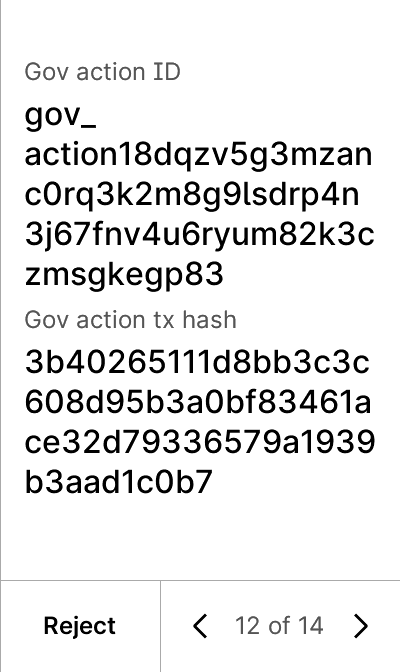 Gov action ID
gov_
action18dqzv5g3mzan
c0rq3k2m8g9lsdrp4n
3j67fnv4u6ryum82k3c
zmsgkegp83
Gov action tx hash
3b40265111d8bb3c3c
608d95b3a0bf83461a
ce32d79336579a1939
b3aad1c0b7
Reject
12 of 14